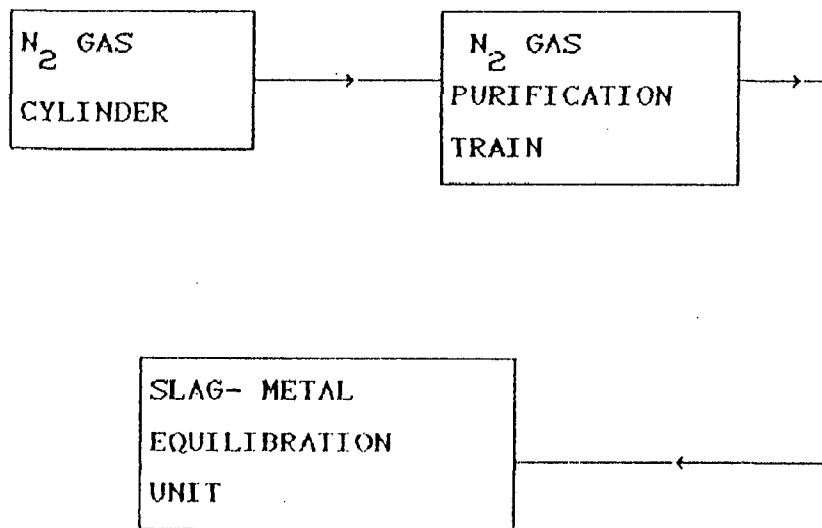 N2 GAS
CYLINDER
N2 GAS
PURIFICATION
TRAIN
SLAG- METAL
EQUILIBRATION
UNIT